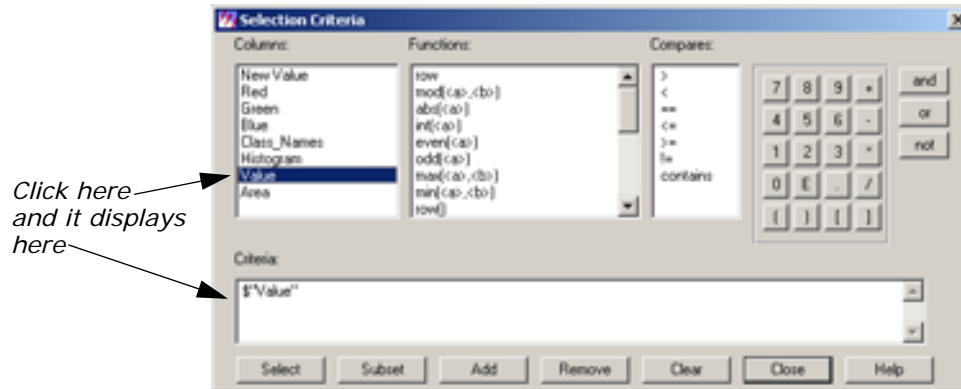 Selection Criteria
Columns:
Functions:
Compares:
New Value
Red
Green
Blue
Class_Names
Histogram
Value
Area
row
mod(<a>,<b>)
abs(<a>)
int(<a>)
even(<a>)
odd(<a>)
max(<a>,<b>)
min(<a>,<b>)
row()
>
<
==
<=
>=
!=
contains
7 8 9 +
4 5 6 -
1 2 3 *
0 E . /
( ) [ ]
and
or
not
Click here
and it displays
here
Criteria:
$"Value"
Select Subset Add Remove Clear Close Help